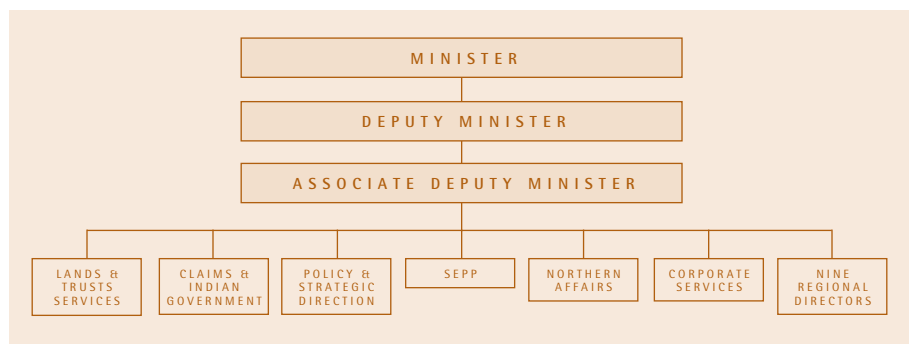 MINISTER
DEPUTY MINISTER
ASSOCIATE DEPUTY MINISTER
LANDS &
TRUSTS
SERVICES
CLAIMS &
INDIAN
GOVERNMENT
POLICY &
STRATEGIC
DIRECTION
SEPP
NORTHERN
AFFAIRS
CORPORATE
SERVICES
NINE
REGIONAL
DIRECTORS